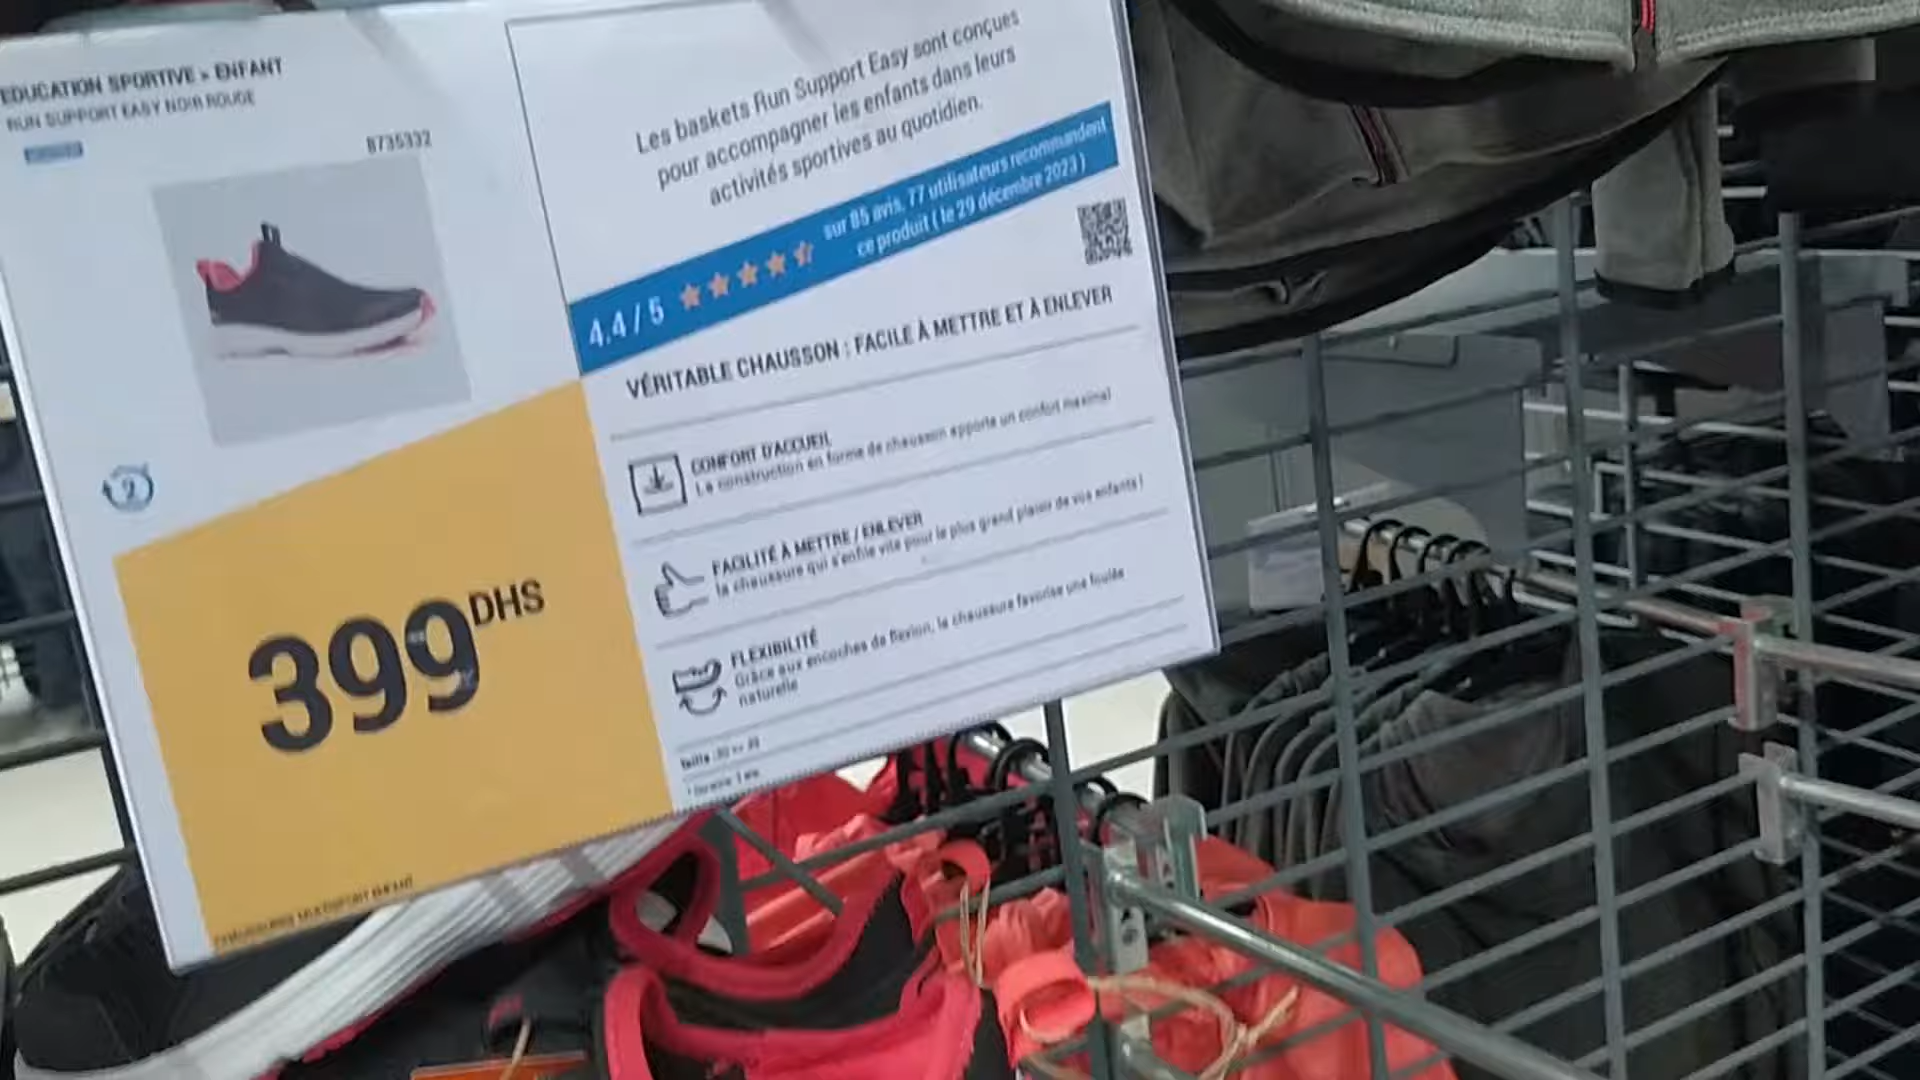 EDUCATION SPORTIVE > ENFANT
RUN SUPPORT EASY NOIR ROUGE
8735332
2
399 DHS
Les baskets Run Support Easy sont conçues
pour accompagner les enfants dans leurs
activités sportives au quotidien.
4.4 / 5
sur 85 avis, 77 utilisateurs recommandent
ce produit ( le 29 décembre 2023 )
VÉRITABLE CHAUSSON : FACILE À METTRE ET À ENLEVER
CONFORT D'ACCUEIL
La construction en forme de chausson apporte un confort maximal
FACILITÉ À METTRE / ENLEVER
la chaussure qui s'enfile vite pour le plus grand plaisir de vos enfants !
FLEXIBILITÉ
Grâce aux encoches de flexion, la chaussure favorise une foulée
naturelle